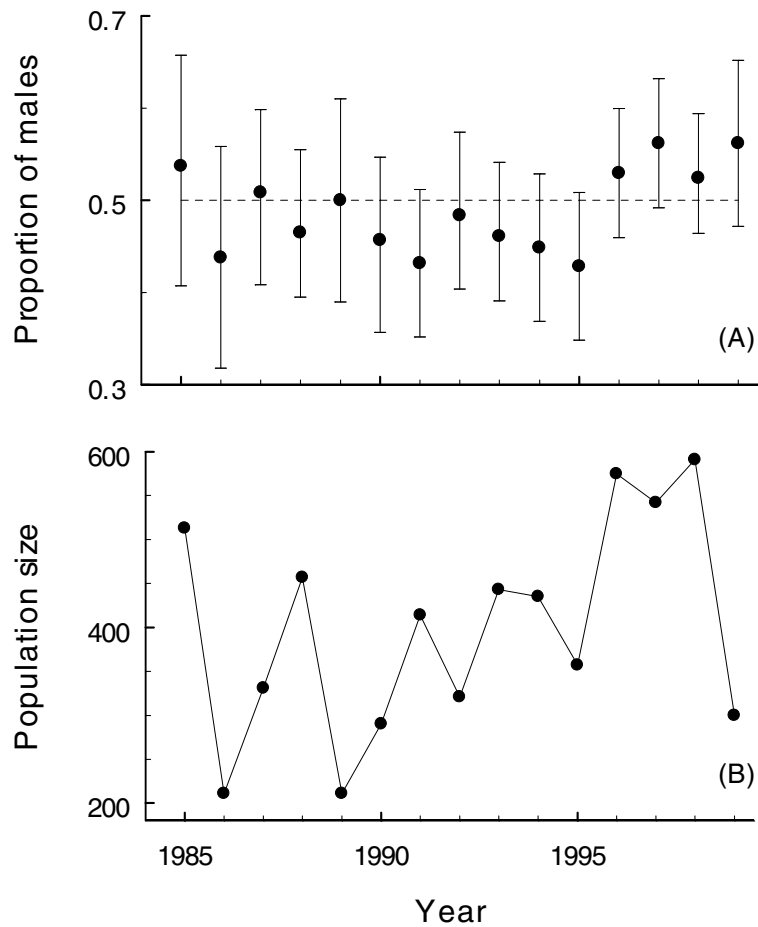 0.7
Proportion of males
0.5
(A)
0.3
600
Population size
400
(B)
200
1985 1990 1995
Year